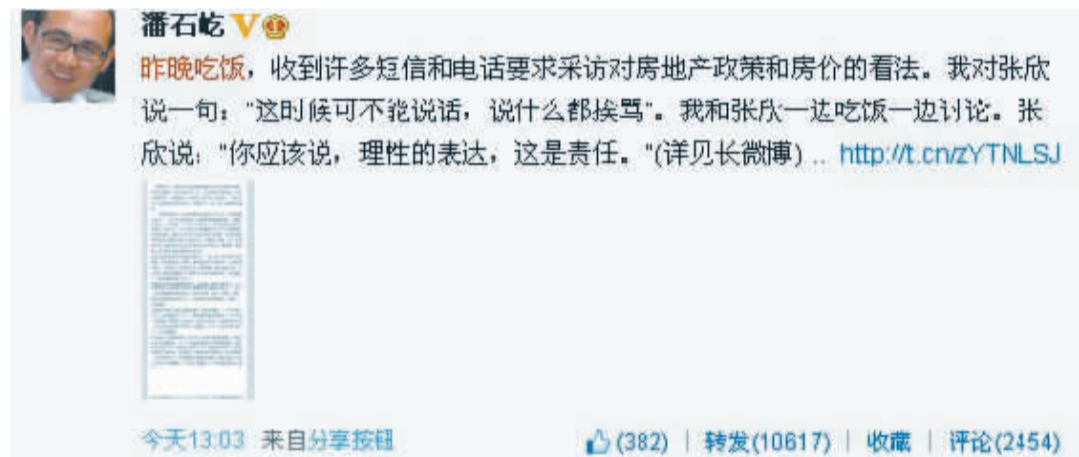 潘石屹 V
昨晚吃饭，收到许多短信和电话要求采访对房地产政策和房价的看法。我对张欣
说一句："这时候可不能说话，说什么都挨骂"。我和张欣一边吃饭一边讨论。张
欣说："你应该说，理性的表达，这是责任。"(详见长微博) ... http://t.cn/zYTNLSJ
今天13:03 来自分享按钮 (382) | 转发(10617) | 收藏 | 评论(2454)